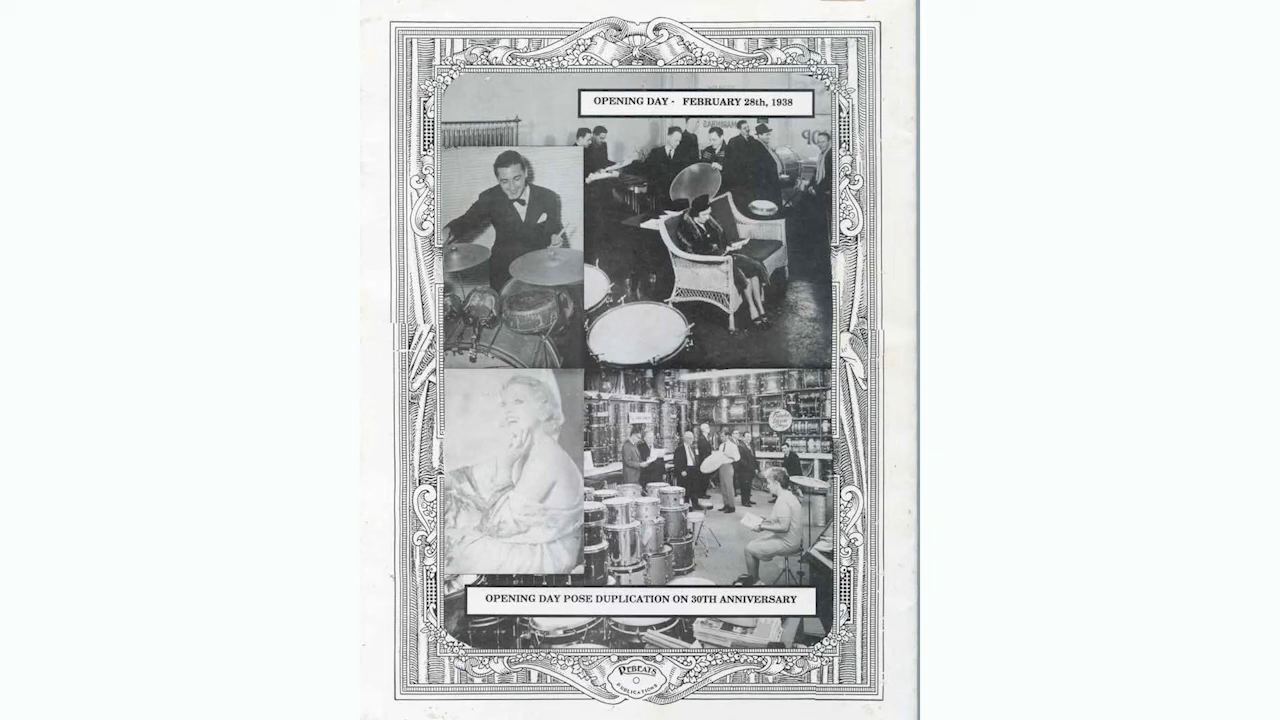 OPENING DAY - FEBRUARY 28th, 1938
OPENING DAY POSE DUPLICATION ON 30TH ANNIVERSARY
REBEATS
PUBLICATIONS